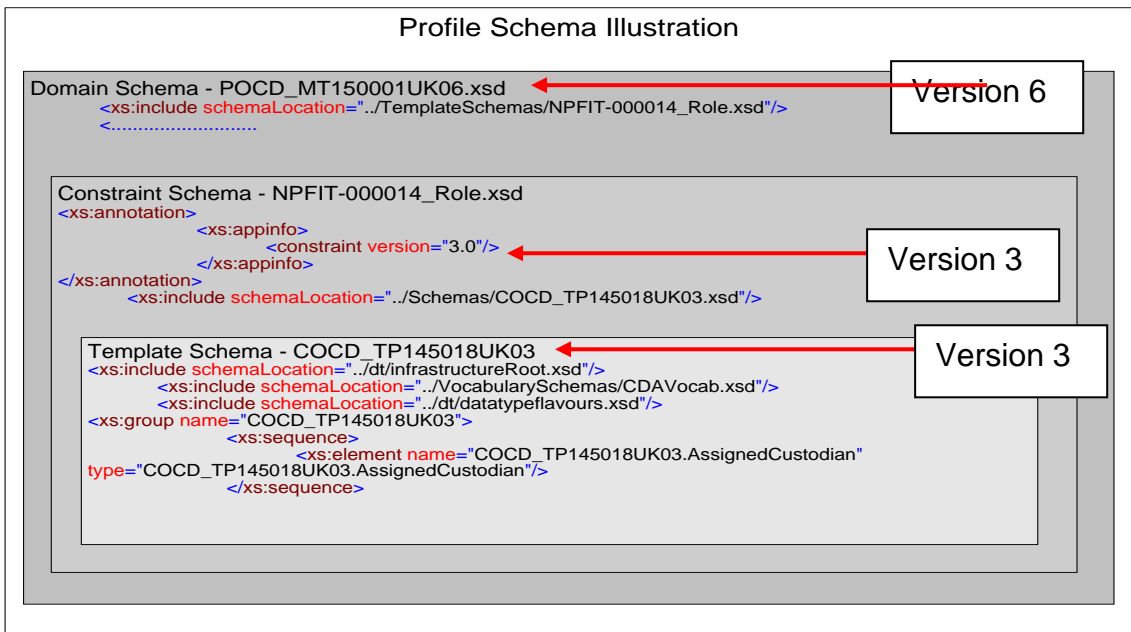 Profile Schema Illustration
Domain Schema - POCD_MT150001UK06.xsd
<xs:include schemaLocation="../TemplateSchemas/NPFIT-000014_Role.xsd"/>
<............................
Version 6
Constraint Schema - NPFIT-000014_Role.xsd
<xs:annotation>
<xs:appinfo>
<constraint version="3.0"/>
</xs:appinfo>
</xs:annotation>
<xs:include schemaLocation="../Schemas/COCD_TP145018UK03.xsd"/>
Version 3
Template Schema - COCD_TP145018UK03
<xs:include schemaLocation="../dt/infrastructureRoot.xsd"/>
<xs:include schemaLocation="../VocabularySchemas/CDAVocab.xsd"/>
<xs:include schemaLocation="../dt/datatypeflavours.xsd"/>
<xs:group name="COCD_TP145018UK03">
<xs:sequence>
<xs:element name="COCD_TP145018UK03.AssignedCustodian"
type="COCD_TP145018UK03.AssignedCustodian"/>
</xs:sequence>
Version 3